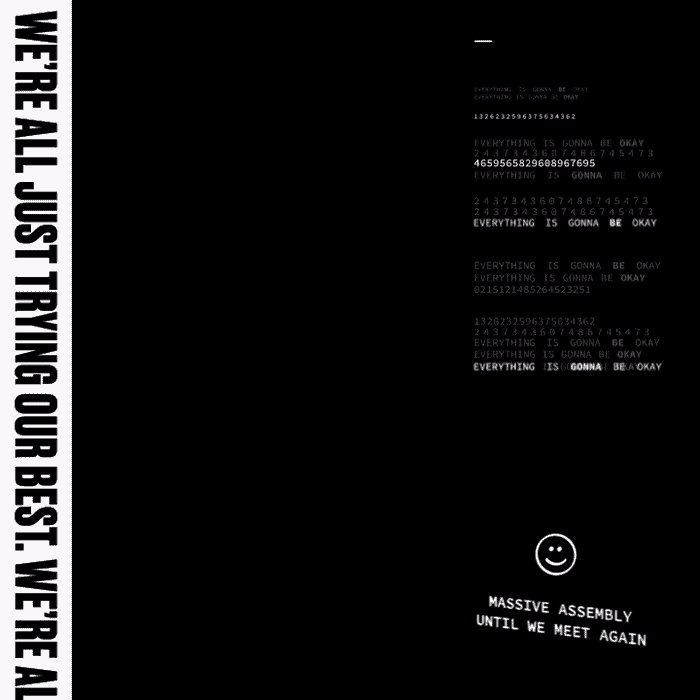 WE'RE ALL JUST TRYING OUR BEST. WE'RE AL
EVERYTHING IS GONNA BE OKAY
EVERYTHING IS GONNA BE OKAY
1326232596375634362
EVERYTHING IS GONNA BE OKAY
2437343607486745473
4659565829608967695
EVERYTHING IS GONNA BE OKAY
2437343607486745473
2437343607486745473
EVERYTHING IS GONNA BE OKAY
EVERYTHING IS GONNA BE OKAY
EVERYTHING IS GONNA BE OKAY
0215121485264523251
1326232596375634362
2437343607486745473
EVERYTHING IS GONNA BE OKAY
EVERYTHING IS GONNA BE OKAY
EVERYTHING IS GONNA BE OKAY
MASSIVE ASSEMBLY
UNTIL WE MEET AGAIN